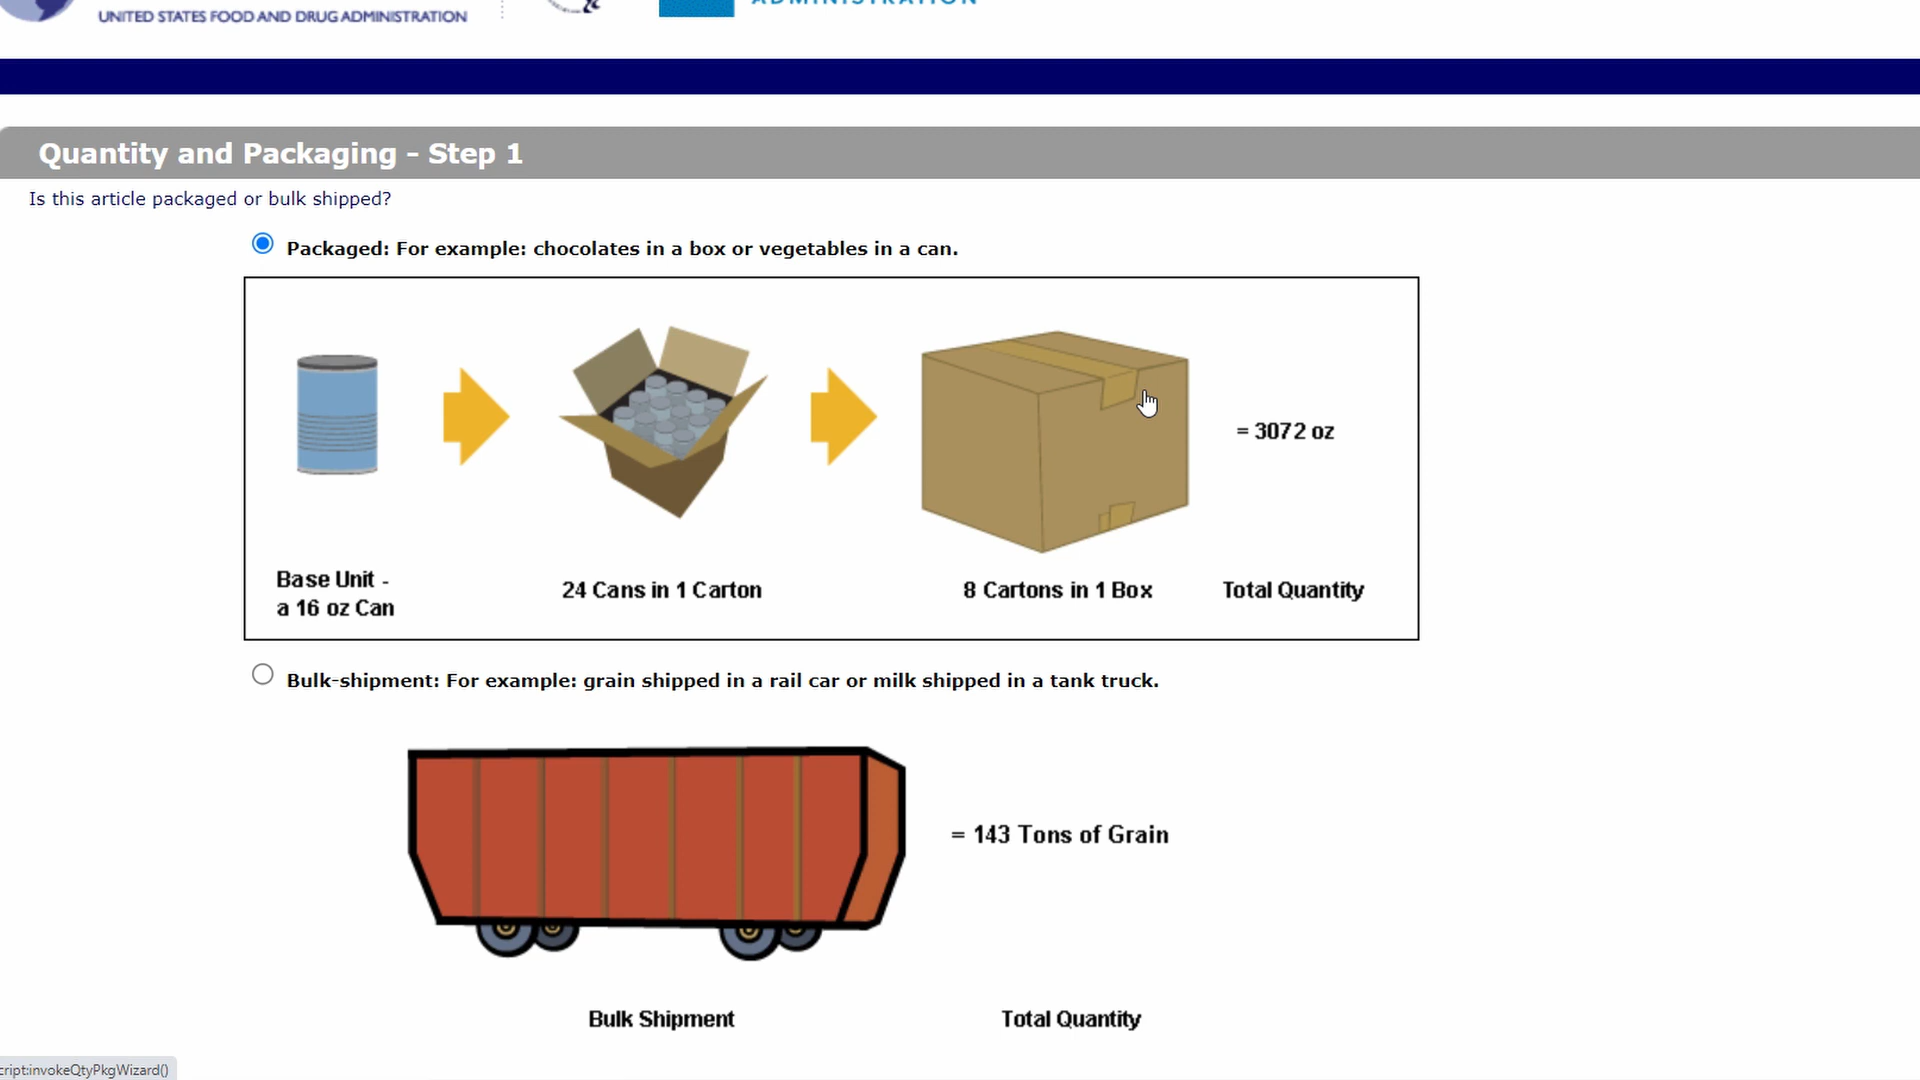 UNITED STATES FOOD AND DRUG ADMINISTRATION
ADMINISTRATION
Quantity and Packaging - Step 1
Is this article packaged or bulk shipped?
Packaged: For example: chocolates in a box or vegetables in a can.
= 3072 oz
Base Unit -
a 16 oz Can
24 Cans in 1 Carton
8 Cartons in 1 Box
Total Quantity
Bulk-shipment: For example: grain shipped in a rail car or milk shipped in a tank truck.
= 143 Tons of Grain
Bulk Shipment
Total Quantity
cript:invokeQtyPkgWizard()